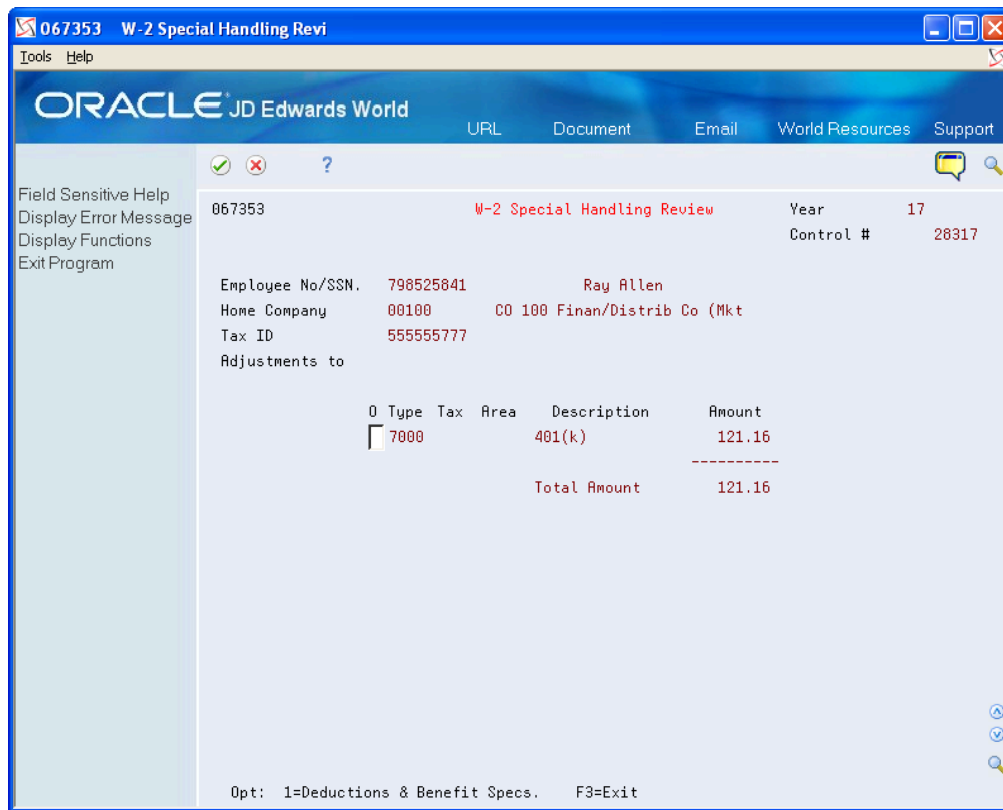 067353 W-2 Special Handling Revi
Tools Help
ORACLE JD Edwards World
URL Document Email World Resources Support
?
Field Sensitive Help
Display Error Message
Display Functions
Exit Program
067353 W-2 Special Handling Review Year 17
Control # 28317
Employee No/SSN. 798525841 Ray Allen
Home Company 00100 CO 100 Finan/Distrib Co (Mkt
Tax ID 555555777
Adjustments to
O Type Tax Area Description Amount
7000 401(k) 121.16
----------
Total Amount 121.16
Opt: 1=Deductions & Benefit Specs. F3=Exit